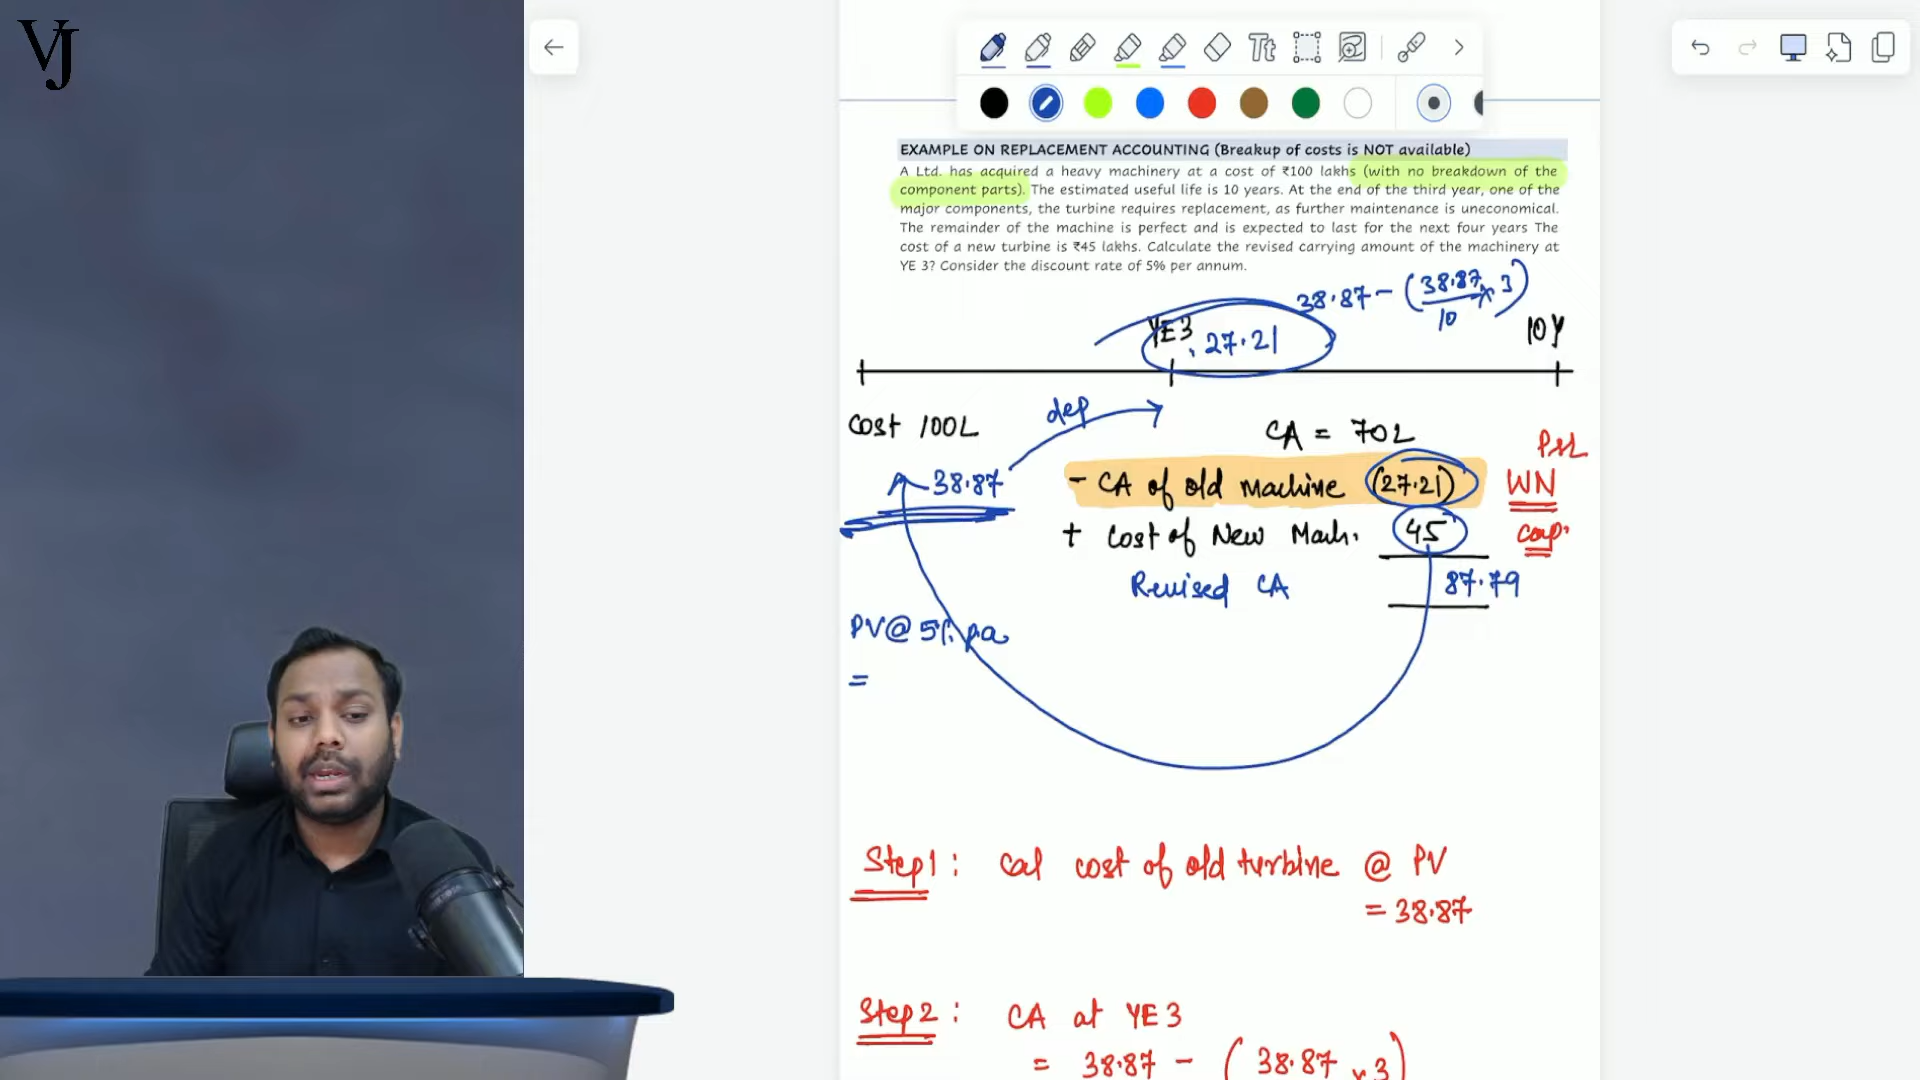 VJ
Tt
EXAMPLE ON REPLACEMENT ACCOUNTING (Breakup of costs is NOT available)
A Ltd. has acquired a heavy machinery at a cost of ₹100 lakhs (with no breakdown of the
component parts). The estimated useful life is 10 years. At the end of the third year, one of the
major components, the turbine requires replacement, as further maintenance is uneconomical.
The remainder of the machine is perfect and is expected to last for the next four years The
cost of a new turbine is ₹45 lakhs. Calculate the revised carrying amount of the machinery at
YE 3? Consider the discount rate of 5% per annum.
38.87 - (38.87/10 x 3)
YE3 27.21 10Y
Cost 100L dep CA = 70L
P&L
38.87 - CA of old machine (27.21) WN
+ Cost of New Mach. 45 cap.
Revised CA 87.79
PV@ 5% pa
=
Step1: Cal cost of old turbine @ PV
= 38.87
Step2: CA at YE3
= 38.87 - (38.87 x 3)